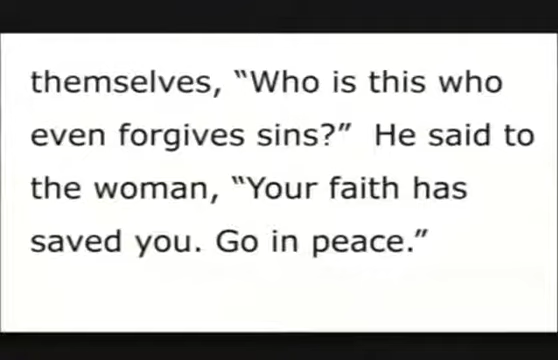 themselves, “Who is this who
even forgives sins?”  He said to
the woman, “Your faith has
saved you. Go in peace.”